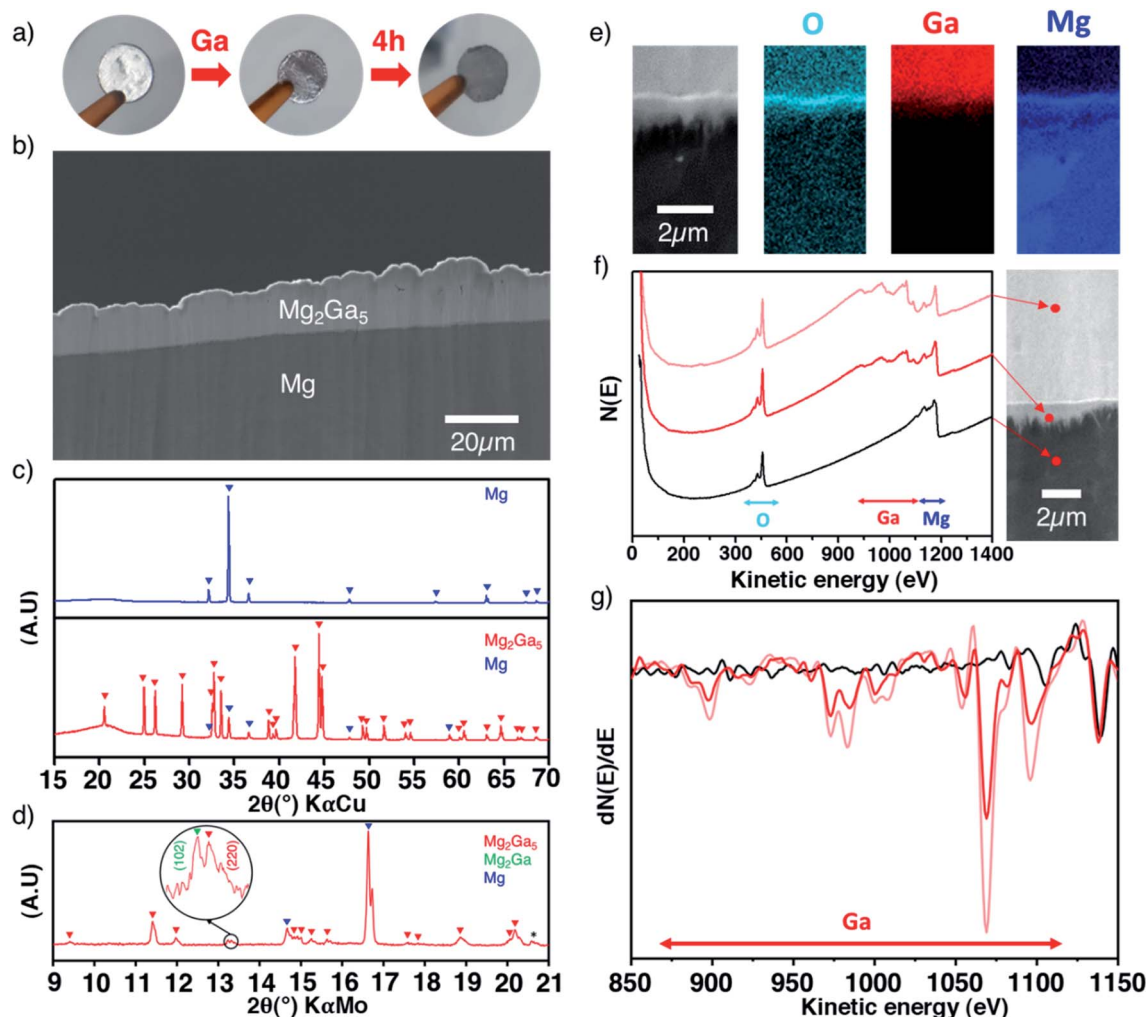 a)
Ga
4h
b)
Mg₂Ga₅
Mg
20µm
c)
(A.U)
Mg
Mg₂Ga₅
Mg
15 20 25 30 35 40 45 50 55 60 65 70
2θ(°) KαCu
d)
(A.U)
(102)
(220)
Mg₂Ga₅
Mg₂Ga
Mg
*
9 10 11 12 13 14 15 16 17 18 19 20 21
2θ(°) KαMo
e)
O
Ga
Mg
2µm
f)
N(E)
O
Ga
Mg
0 200 300 600 800 1000 1200 1400
Kinetic energy (eV)
2µm
g)
dN(E)/dE
Ga
850 900 950 1000 1050 1100 1150
Kinetic energy (eV)